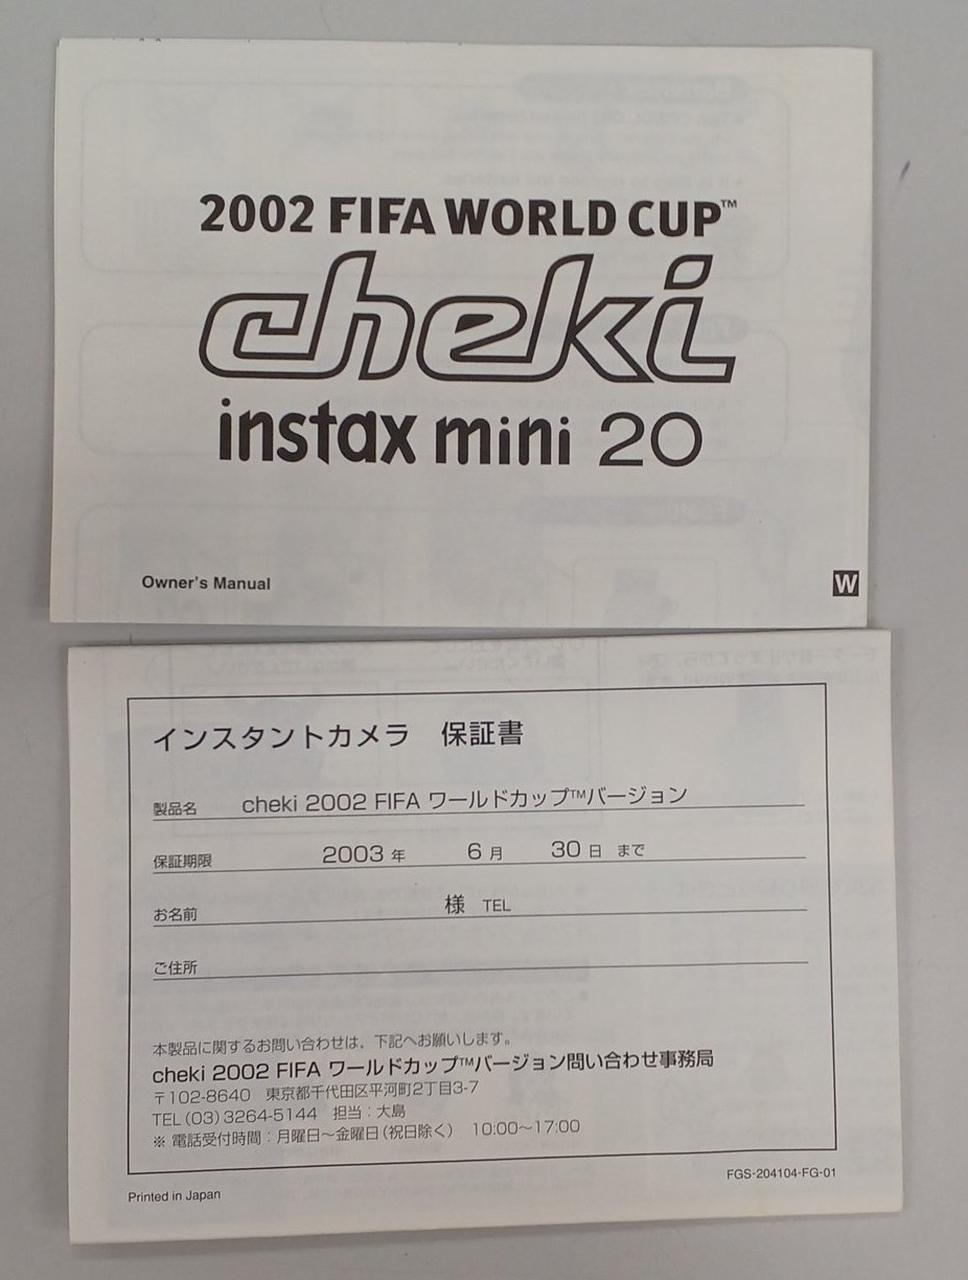 2002 FIFA WORLD CUP™
cheki
instax mini 20
Owner's Manual
W
インスタントカメラ 保証書
製品名 cheki 2002 FIFA ワールドカップ™バージョン
保証期限 2003 年 6 月 30 日 まで
お名前 様 TEL
ご住所
本製品に関するお問い合わせは、下記へお願いします。
cheki 2002 FIFA ワールドカップ™バージョン問い合わせ事務局
〒102-8640 東京都千代田区平河町2丁目3-7
TEL(03)3264-5144 担当：大島
※ 電話受付時間：月曜日～金曜日(祝日除く) 10:00～17:00
FGS-204104-FG-01
Printed in Japan